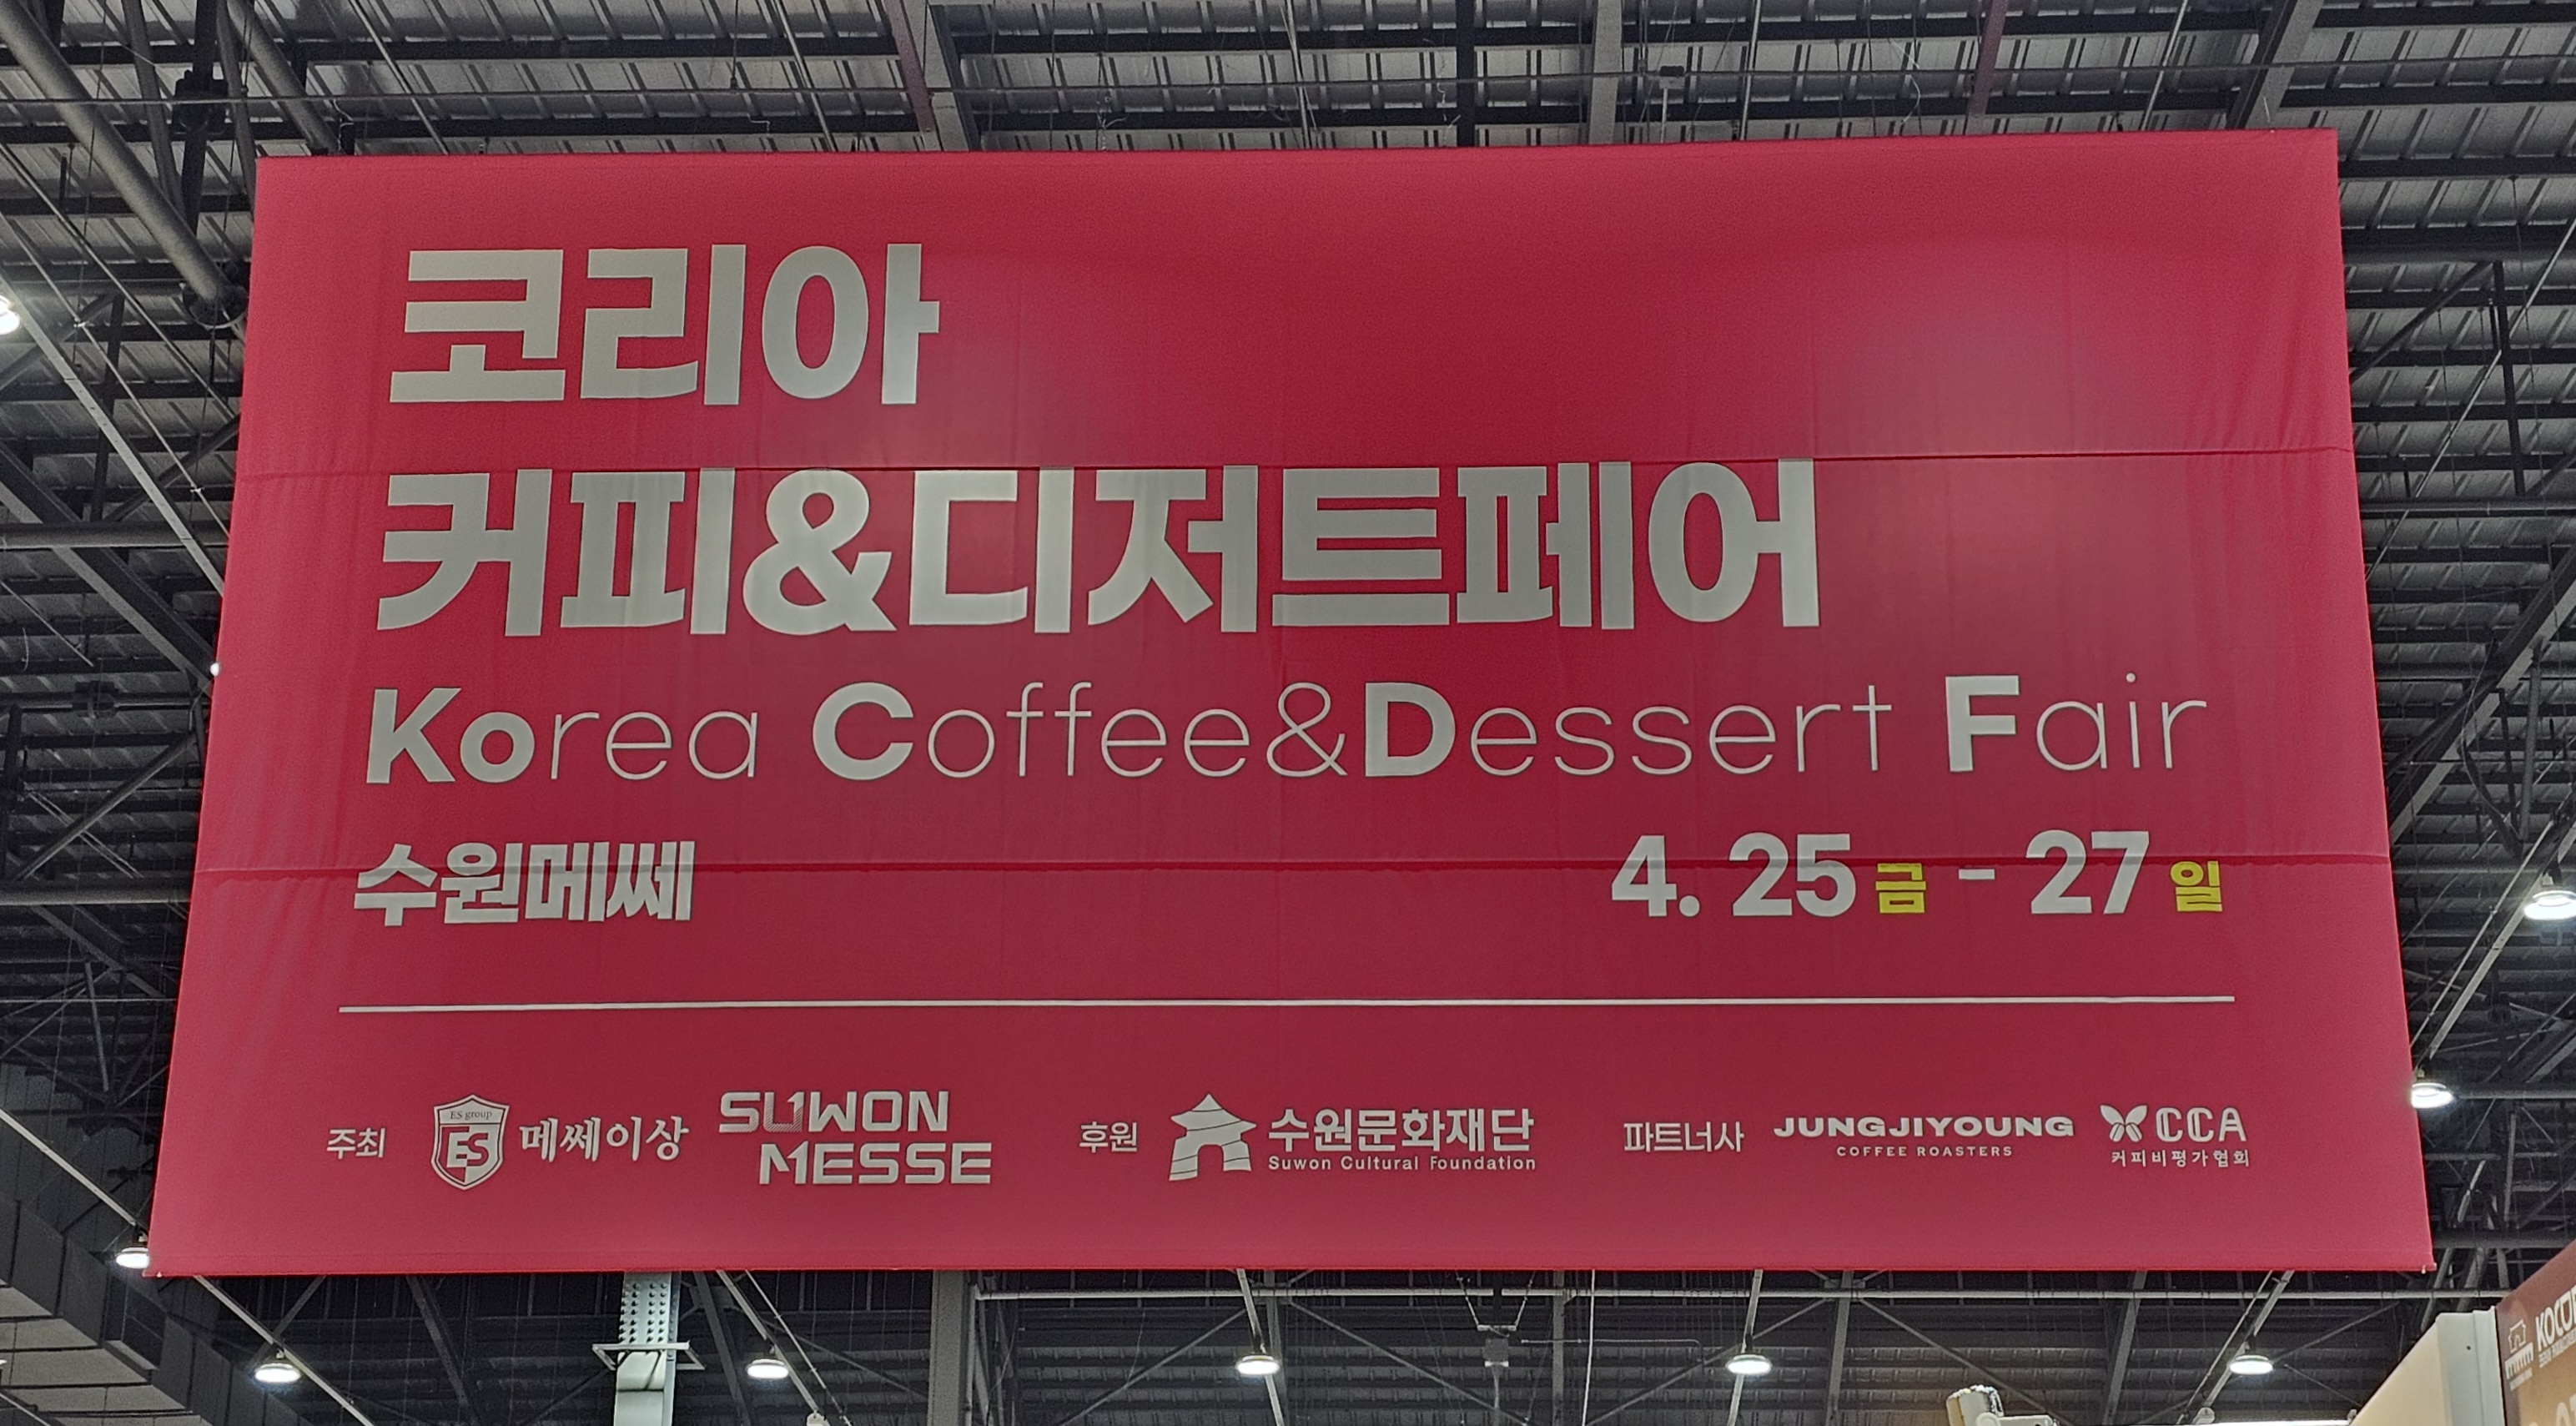 코리아
커피&디저트페어
Korea Coffee&Dessert Fair
수원메쎄 4. 25 금 - 27 일
주최 ES group ES 메쎄이상 SUWON MESSE 후원 수원문화재단 Suwon Cultural Foundation 파트너사 JUNGJIYOUNG COFFEE ROASTERS CCA 커피비평가협회